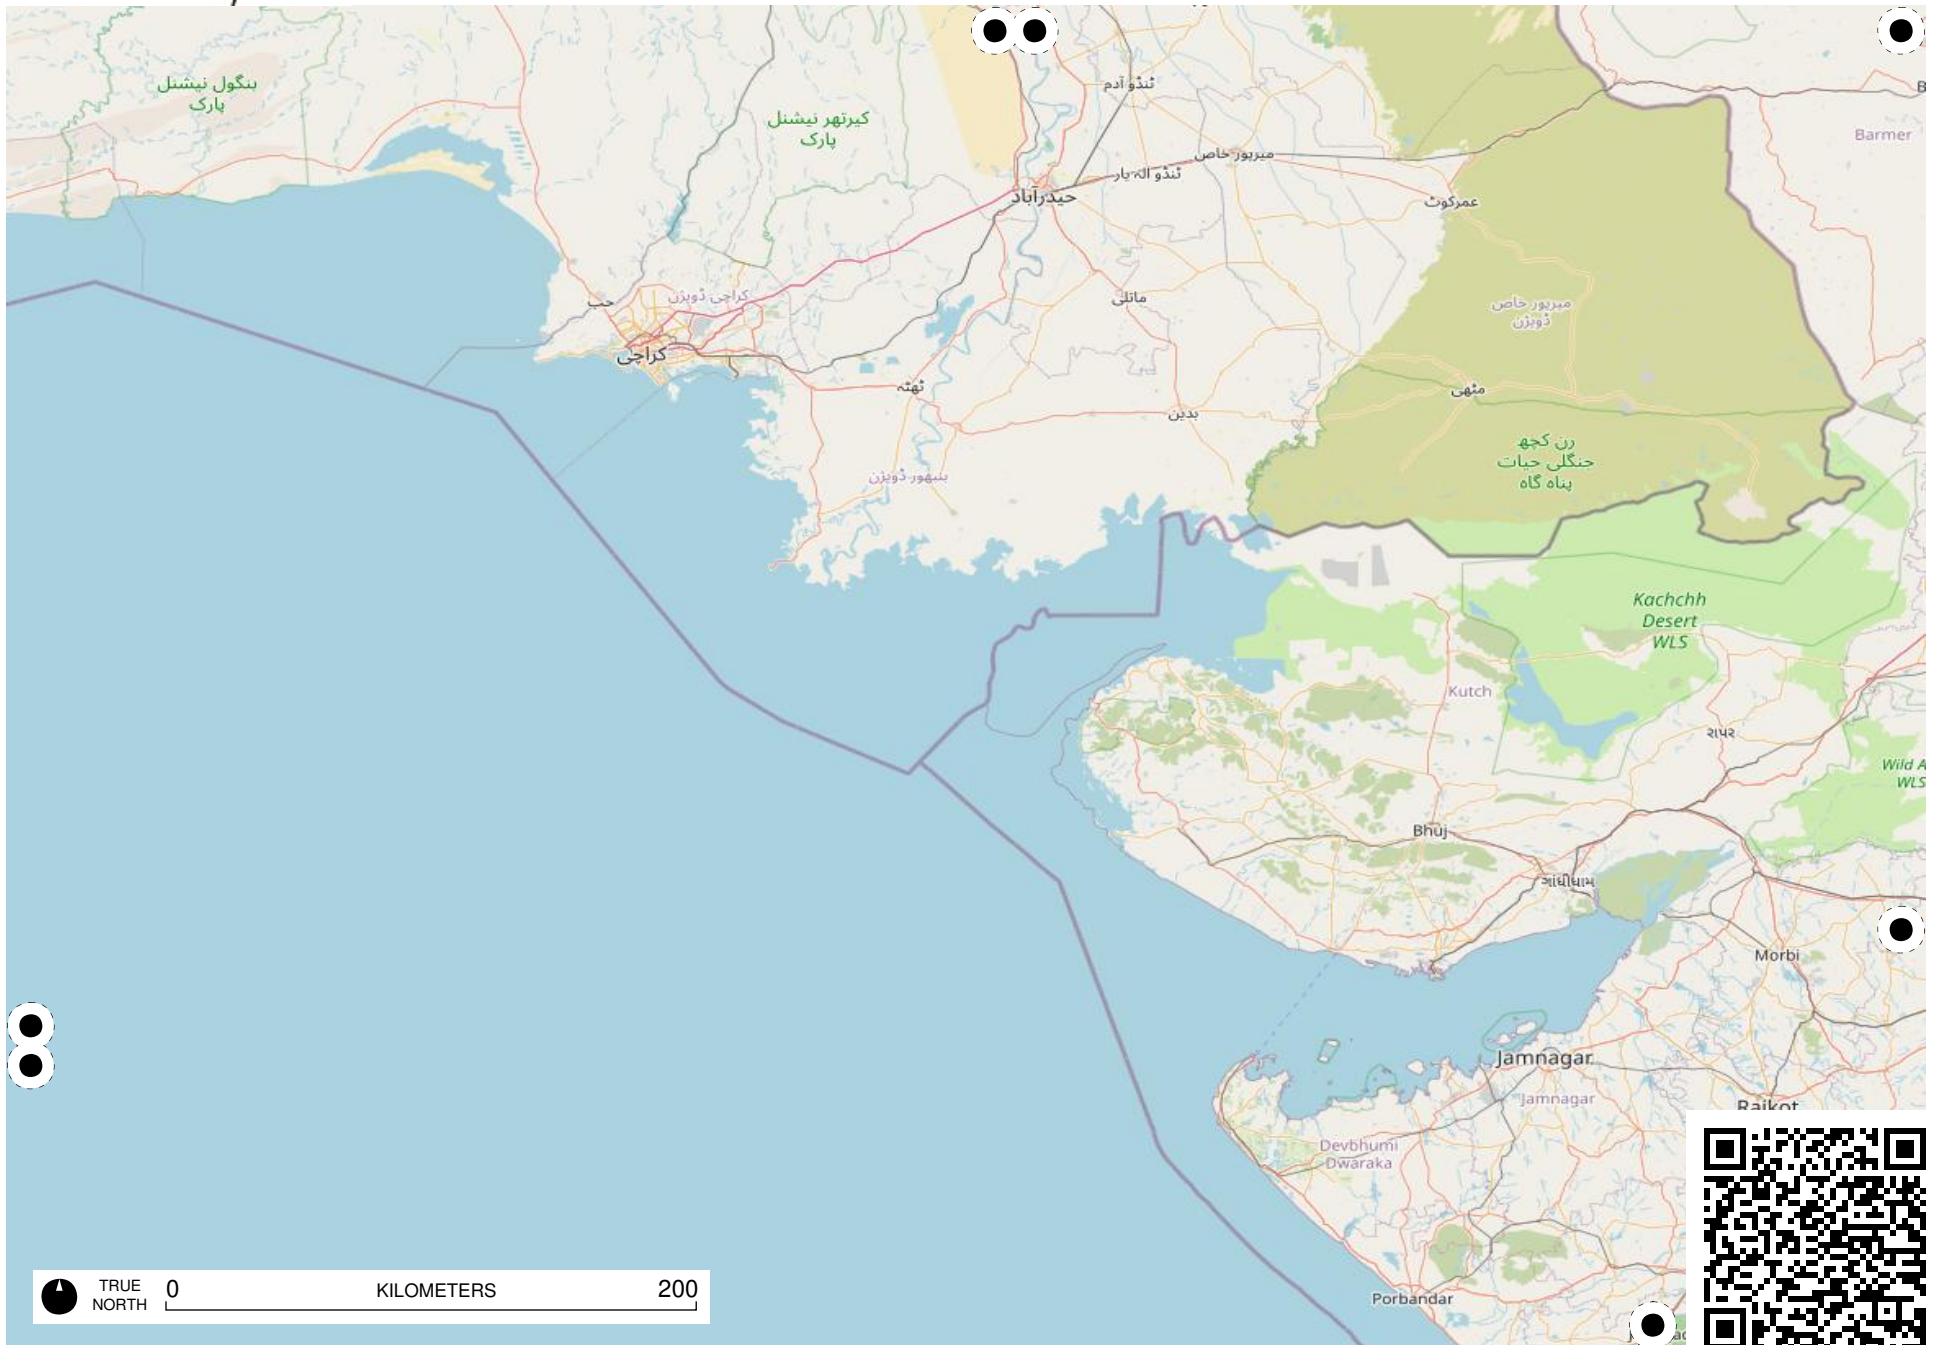 ہنگول نیشنل
پارک
کیرتھر نیشنل
پارک
ٹنڈو آدم
Barmer
میرپور خاص
ٹنڈو الہ یار
حیدرآباد
عمرکوٹ
ماتلی
کراچی ڈویژن
حب
میرپور خاص
ڈویژن
کراچی
ٹھٹہ
مٹھی
بدین
رن کچھ
جنگلی حیات
پناہ گاہ
بنبھور ڈویژن
Kachchh
Desert
WLS
Kutch
રાપર
Wild A
WLS
Bhuj
ગાંધીધામ
Morbi
Jamnagar
Jamnagar
Rajkot
Devbhumi
Dwaraka
Porbandar
TRUE
NORTH
0 KILOMETERS 200